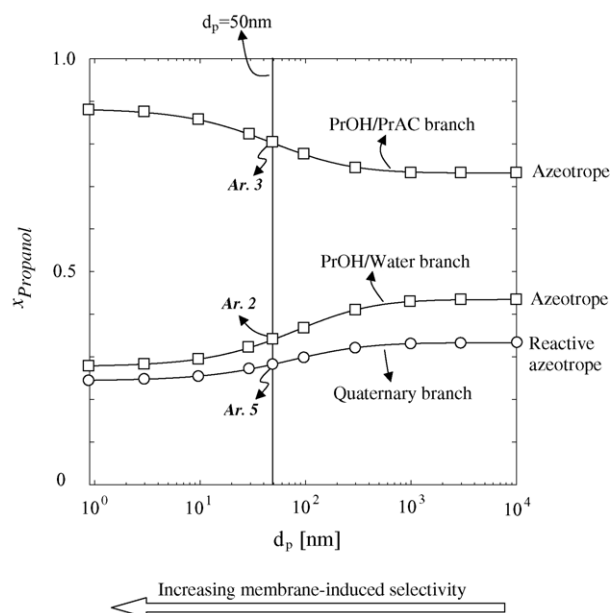 d_p=50nm
1.0
PrOH/PrAC branch
Azeotrope
Ar. 3
x_Propanol
0.5
PrOH/Water branch
Ar. 2
Azeotrope
Reactive
azeotrope
Ar. 5
Quaternary branch
0
10^0 10^1 10^2 10^3 10^4
d_p [nm]
Increasing membrane-induced selectivity